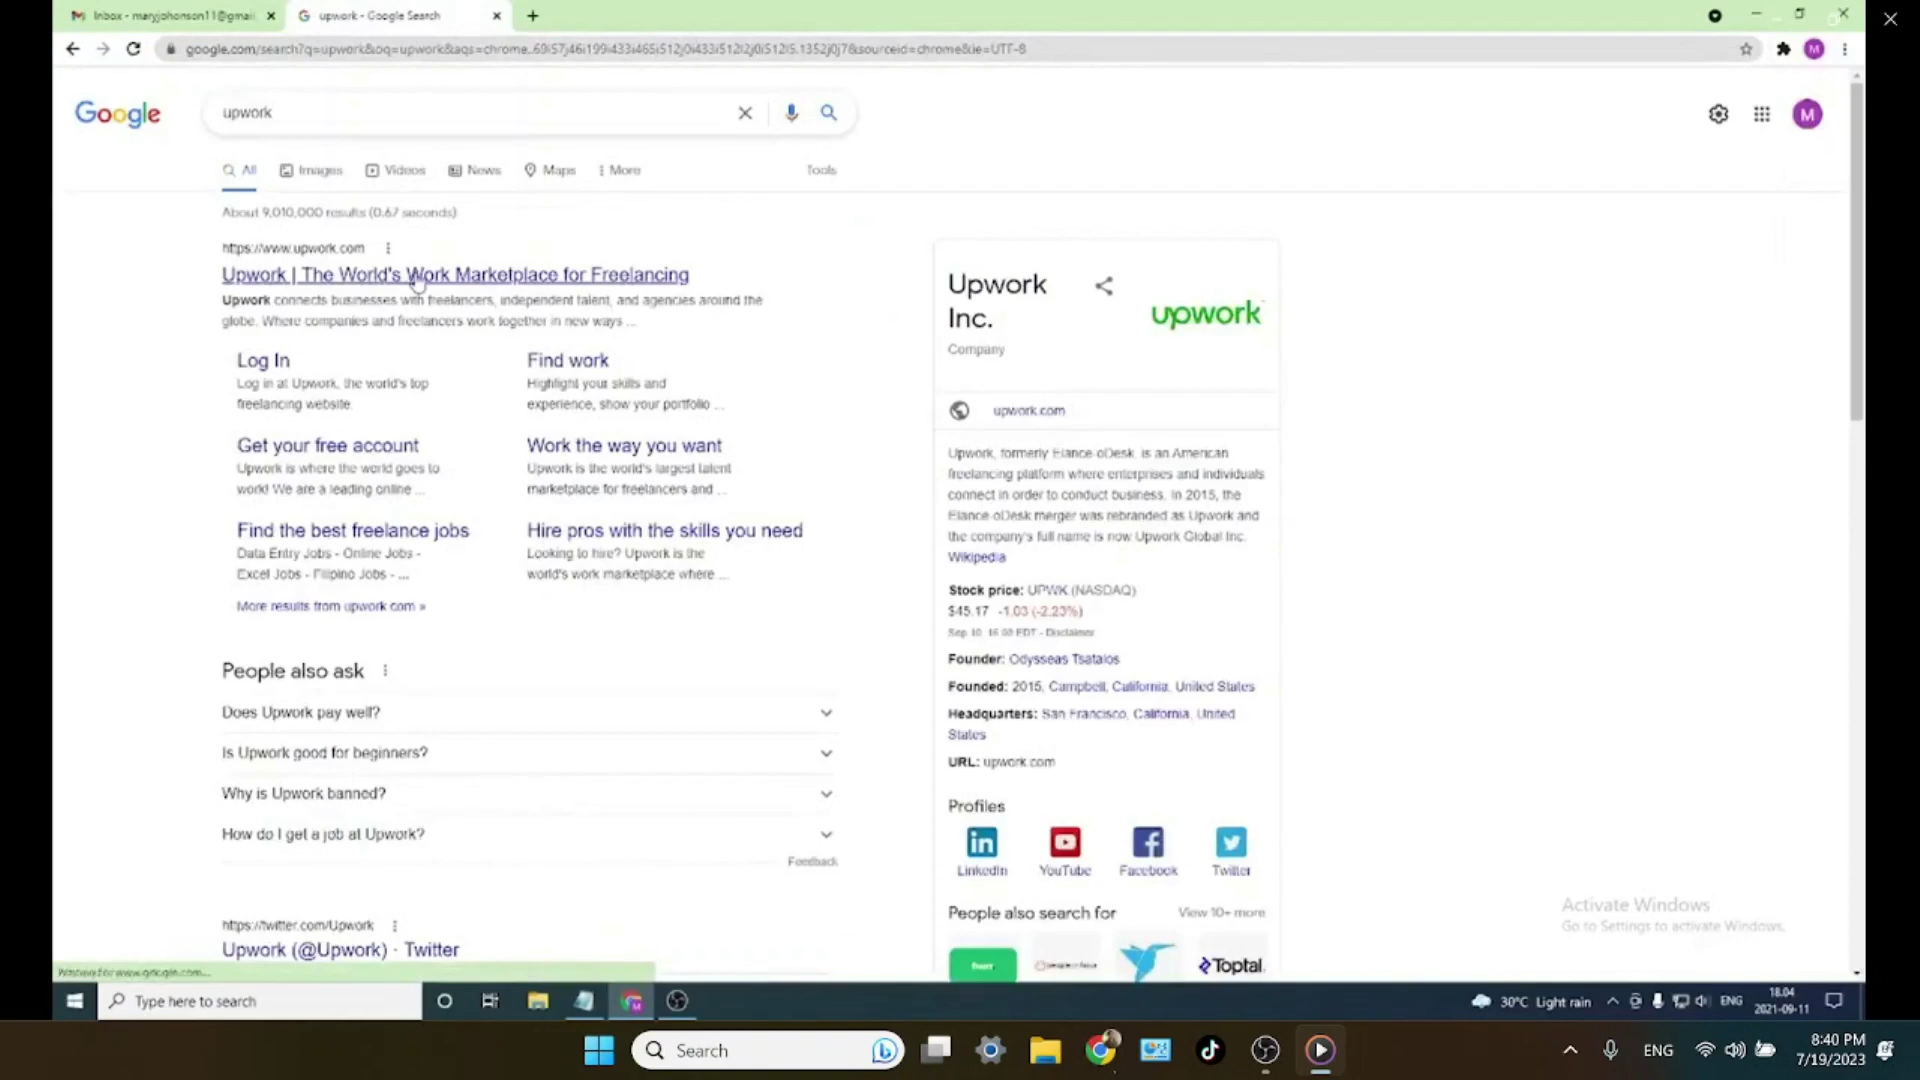 Inbox - maryjohonson11@gmail
upwork - Google Search
google.com/search?q=upwork&oq=upwork&aqs=chrome..69i57j46i199i433i465i512j0i433i512l2j0i512l5.1352j0j7&sourceid=chrome&ie=UTF-8
M
Google
upwork
M
All
Images
Videos
News
Maps
More
Tools
About 9,010,000 results (0.67 seconds)
https://www.upwork.com
Upwork | The World's Work Marketplace for Freelancing
Upwork connects businesses with freelancers, independent talent, and agencies around the
globe. Where companies and freelancers work together in new ways ...
Log In
Log in at Upwork, the world's top
freelancing website.
Find work
Highlight your skills and
experience, show your portfolio ...
Get your free account
Upwork is where the world goes to
work! We are a leading online ...
Work the way you want
Upwork is the world's largest talent
marketplace for freelancers and ...
Find the best freelance jobs
Data Entry Jobs - Online Jobs -
Excel Jobs - Filipino Jobs - ...
Hire pros with the skills you need
Looking to hire? Upwork is the
world's work marketplace where ...
More results from upwork.com »
People also ask
Does Upwork pay well?
Is Upwork good for beginners?
Why is Upwork banned?
How do I get a job at Upwork?
Feedback
https://twitter.com/Upwork
Upwork (@Upwork) · Twitter
Upwork
Inc.
Company
upwork
upwork.com
Upwork, formerly Elance-oDesk, is an American
freelancing platform where enterprises and individuals
connect in order to conduct business. In 2015, the
Elance-oDesk merger was rebranded as Upwork and
the company's full name is now Upwork Global Inc.
Wikipedia
Stock price: UPWK (NASDAQ)
$45.17 -1.03 (-2.23%)
Sep 10, 16:00 EDT - Disclaimer
Founder: Odysseas Tsatalos
Founded: 2015, Campbell, California, United States
Headquarters: San Francisco, California, United
States
URL: upwork.com
Profiles
LinkedIn
YouTube
Facebook
Twitter
People also search for
View 10+ more
fiverr
Toptal
Activate Windows
Go to Settings to activate Windows.
Type here to search
30°C Light rain
ENG
18.04
2021-09-11
Search
ENG
8:40 PM
7/19/2023